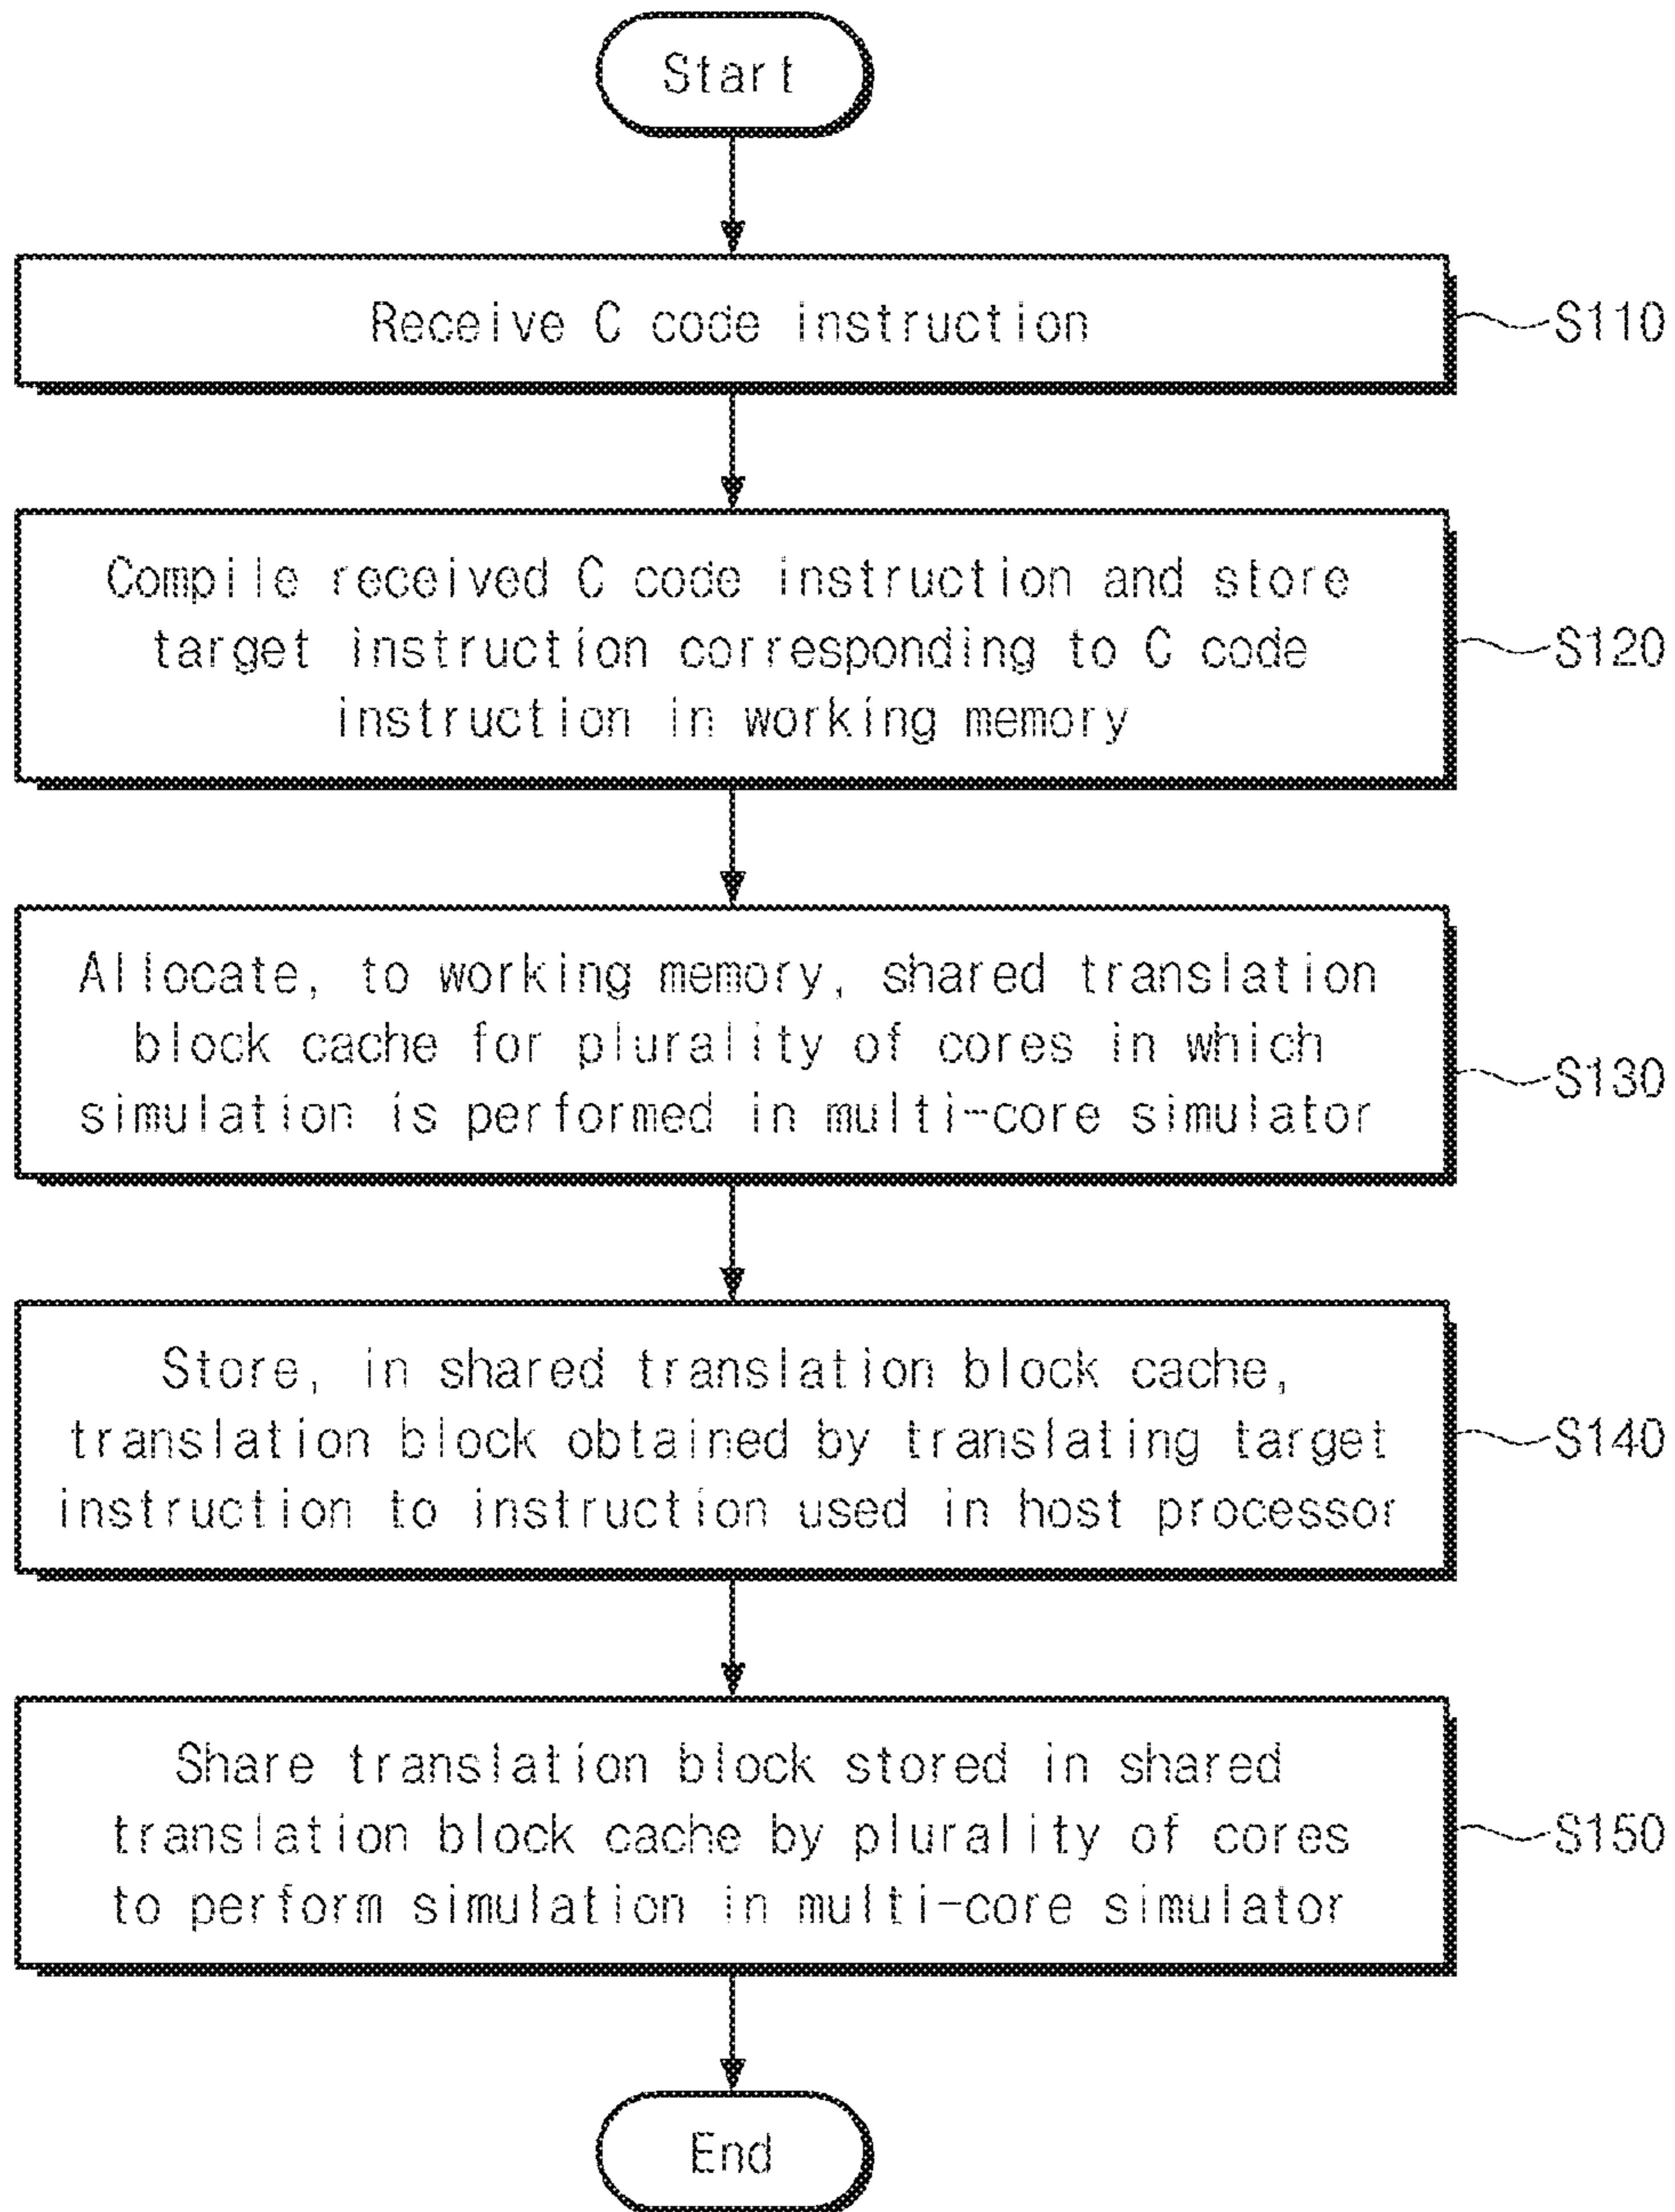 Start
Receive C code instruction
S110
Compile received C code instruction and store
target instruction corresponding to C code
S120
instruction in working memory
Allocate, to working memory, shared translation
block cache for plurality of cores in which
S130
simulation is performed in multi-core simulator
Store, in shared translation block cache,
translation block obtained by translating target
S140
instruction to instruction used in host processor
Share translation block stored in shared
translation block cache by plurality of cores
S150
to perform simulation in multi-core simulator
End